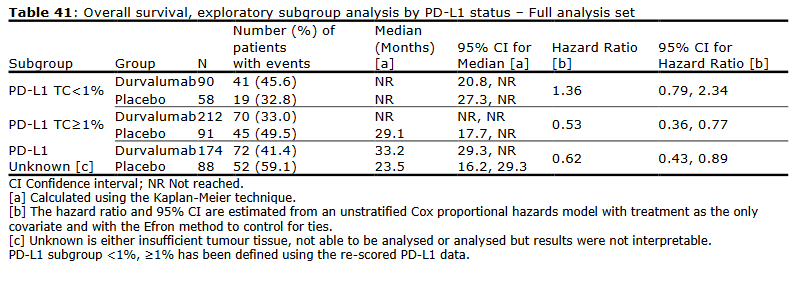 Table 41: Overall survival, exploratory subgroup analysis by PD-L1 status – Full analysis set
Number (%) of Median
patients (Months) 95% CI for Hazard Ratio 95% CI for
Subgroup Group N with events [a] Median [a] [b] Hazard Ratio [b]
PD-L1 TC<1% Durvalumab 90 41 (45.6) NR 20.8, NR 1.36 0.79, 2.34
Placebo 58 19 (32.8) NR 27.3, NR
PD-L1 TC≥1% Durvalumab 212 70 (33.0) NR NR, NR 0.53 0.36, 0.77
Placebo 91 45 (49.5) 29.1 17.7, NR
PD-L1 Durvalumab 174 72 (41.4) 33.2 29.3, NR 0.62 0.43, 0.89
Unknown [c] Placebo 88 52 (59.1) 23.5 16.2, 29.3
CI Confidence interval; NR Not reached.
[a] Calculated using the Kaplan-Meier technique.
[b] The hazard ratio and 95% CI are estimated from an unstratified Cox proportional hazards model with treatment as the only
covariate and with the Efron method to control for ties.
[c] Unknown is either insufficient tumour tissue, not able to be analysed or analysed but results were not interpretable.
PD-L1 subgroup <1%, ≥1% has been defined using the re-scored PD-L1 data.